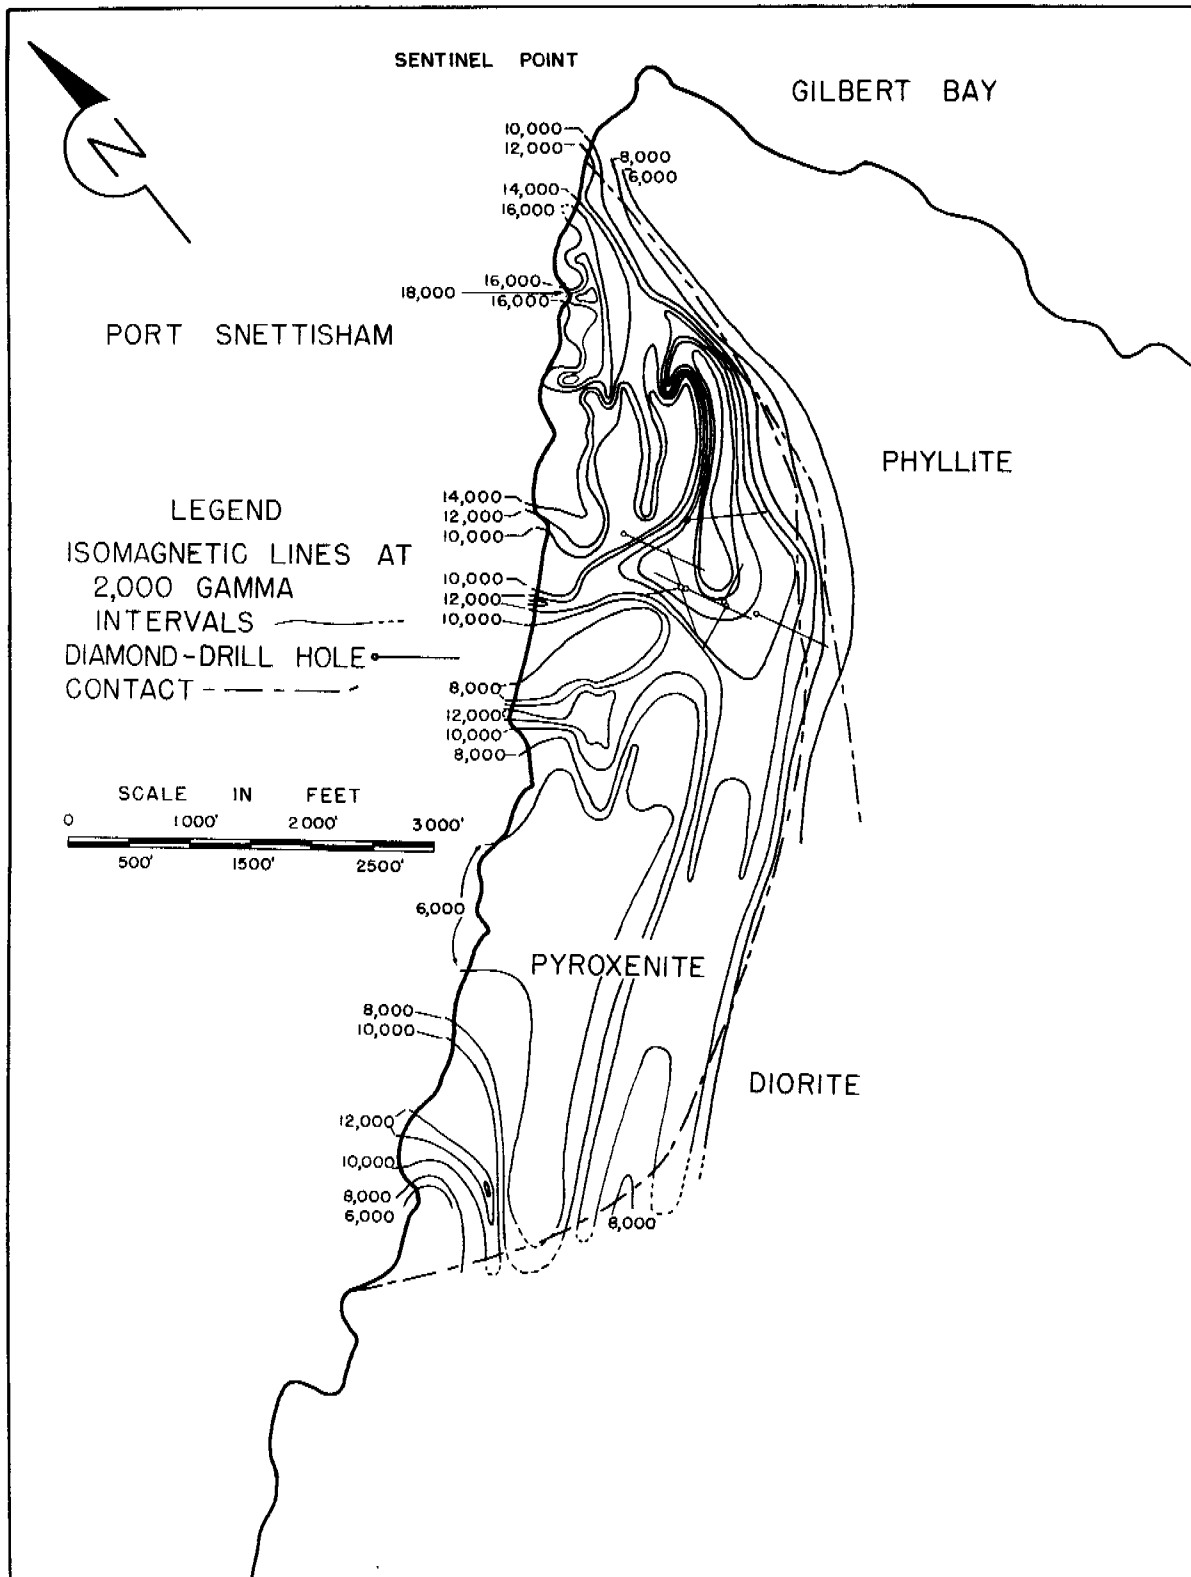 SENTINEL POINT
GILBERT BAY
N
10,000
12,000
8,000
6,000
14,000
16,000
16,000
18,000
16,000
PORT SNETTISHAM
PHYLLITE
LEGEND
ISOMAGNETIC LINES AT
2,000 GAMMA
INTERVALS
DIAMOND-DRILL HOLE
CONTACT
14,000
12,000
10,000
10,000
12,000
10,000
8,000
12,000
10,000
8,000
SCALE IN FEET
0 1000' 2000' 3000'
500' 1500' 2500'
6,000
PYROXENITE
8,000
10,000
DIORITE
12,000
10,000
8,000
6,000
8,000